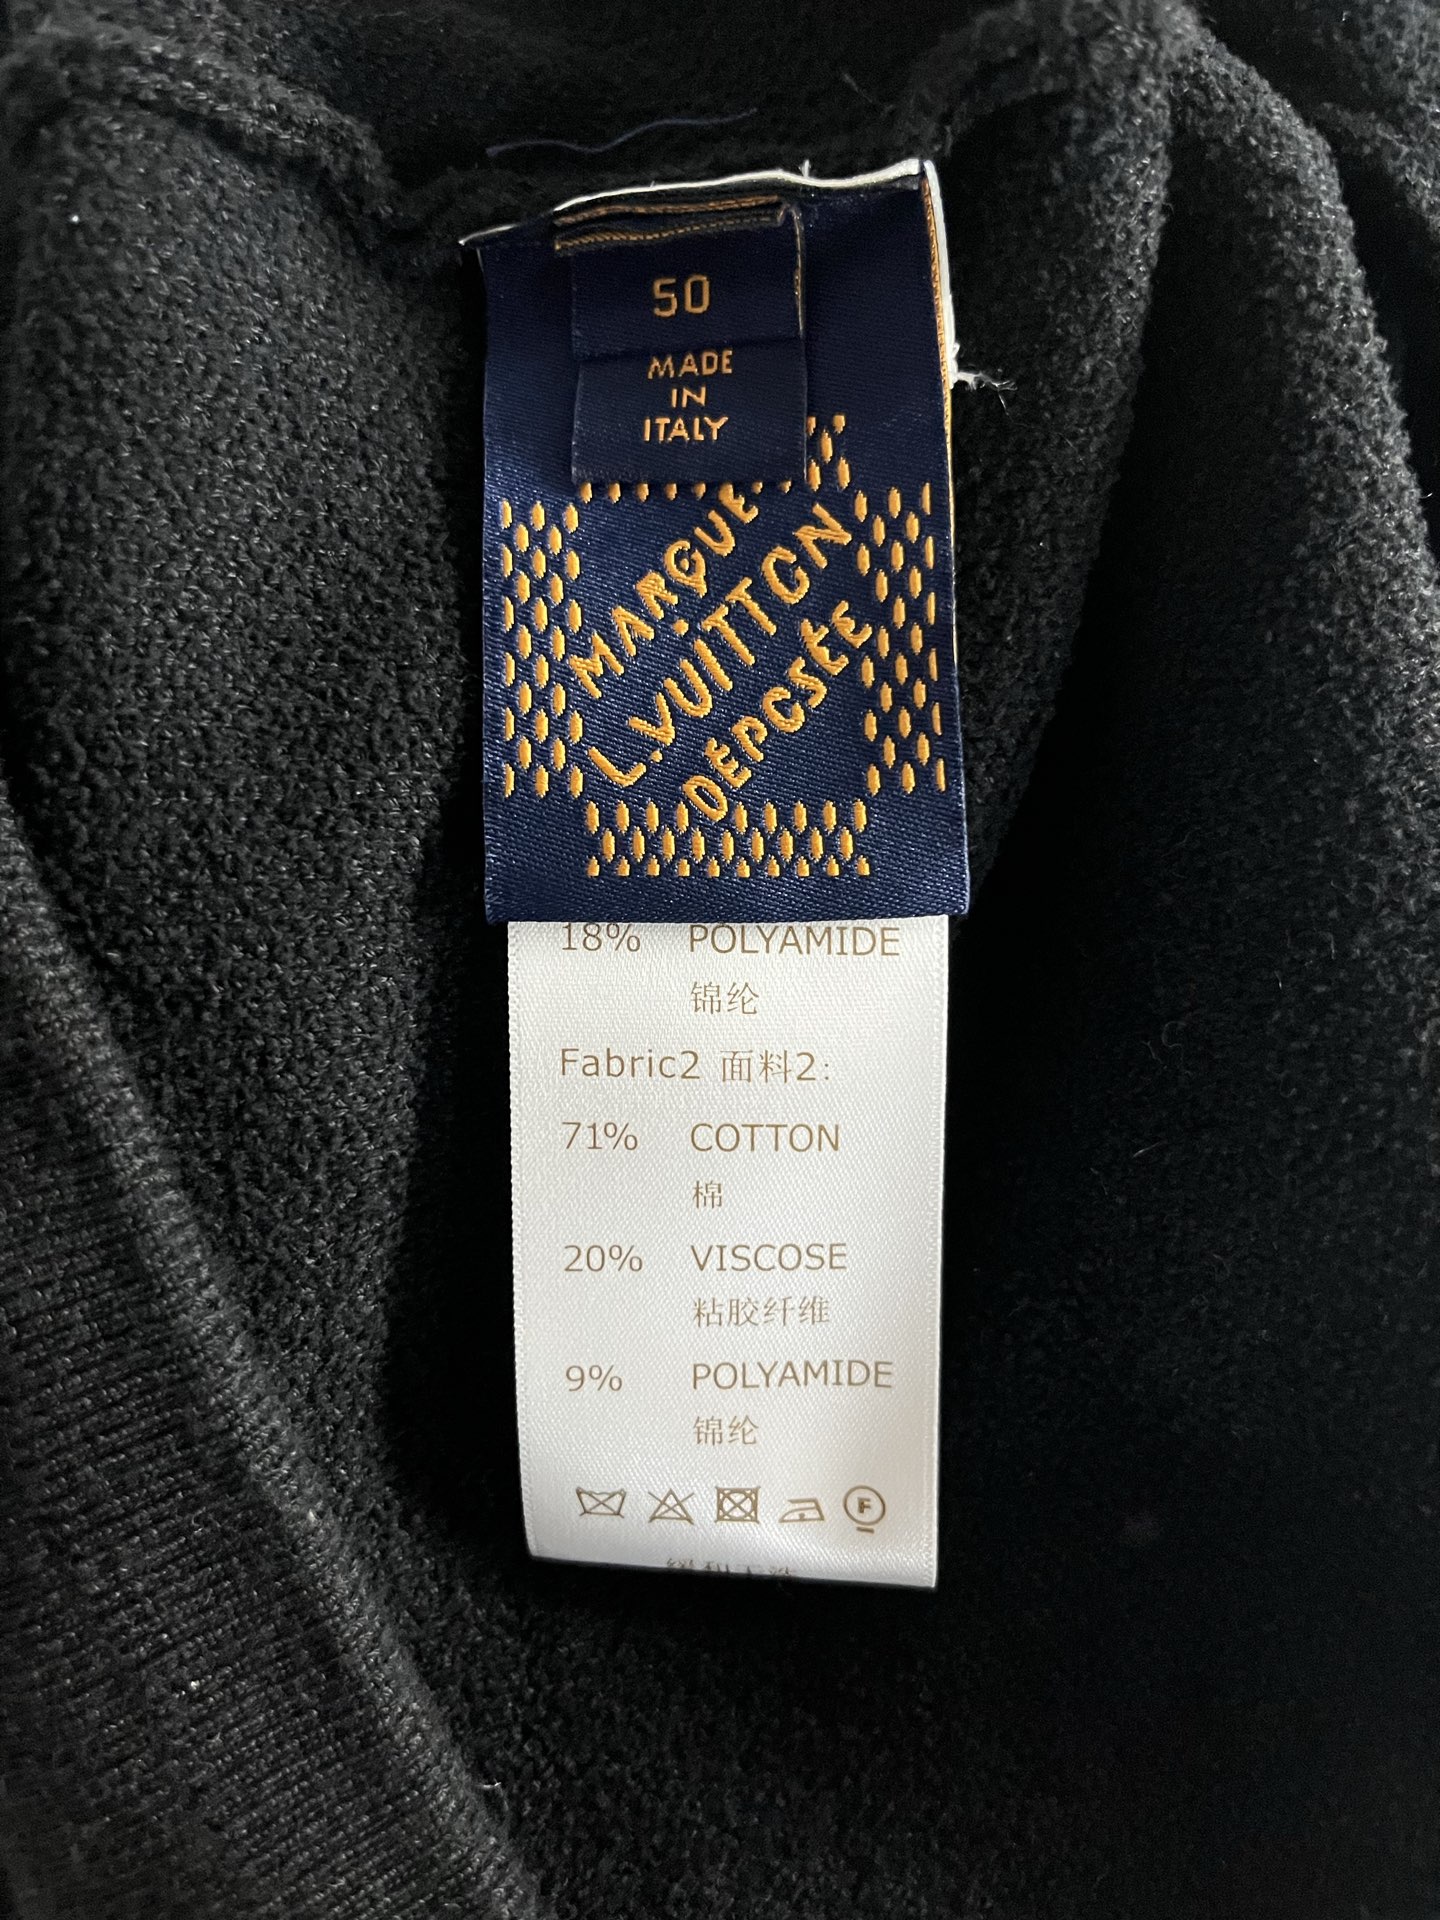 50
MADE
IN
ITALY
MARQUE
L.VUITTON
DÉPOSÉE
18% POLYAMIDE
锦纶
Fabric2 面料2:
71% COTTON
棉
20% VISCOSE
粘胶纤维
9% POLYAMIDE
锦纶
F